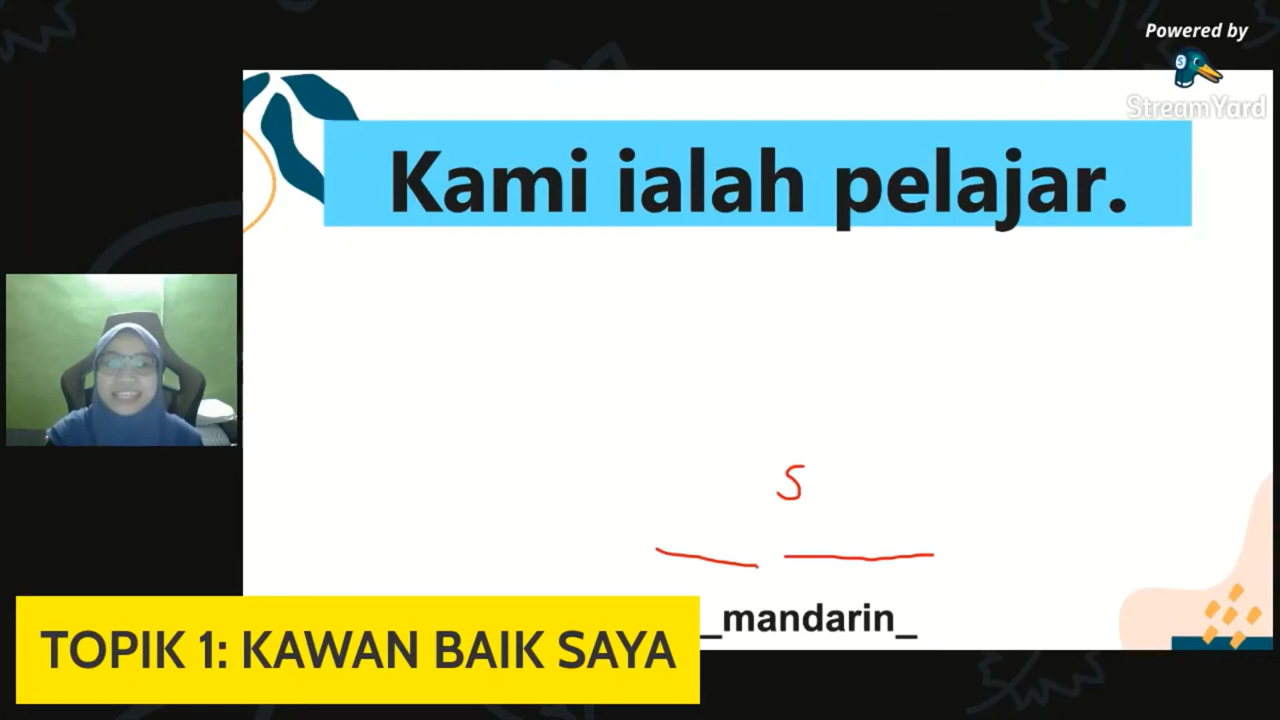 Powered by
StreamYard
Kami ialah pelajar.
S
_mandarin_
TOPIK 1: KAWAN BAIK SAYA